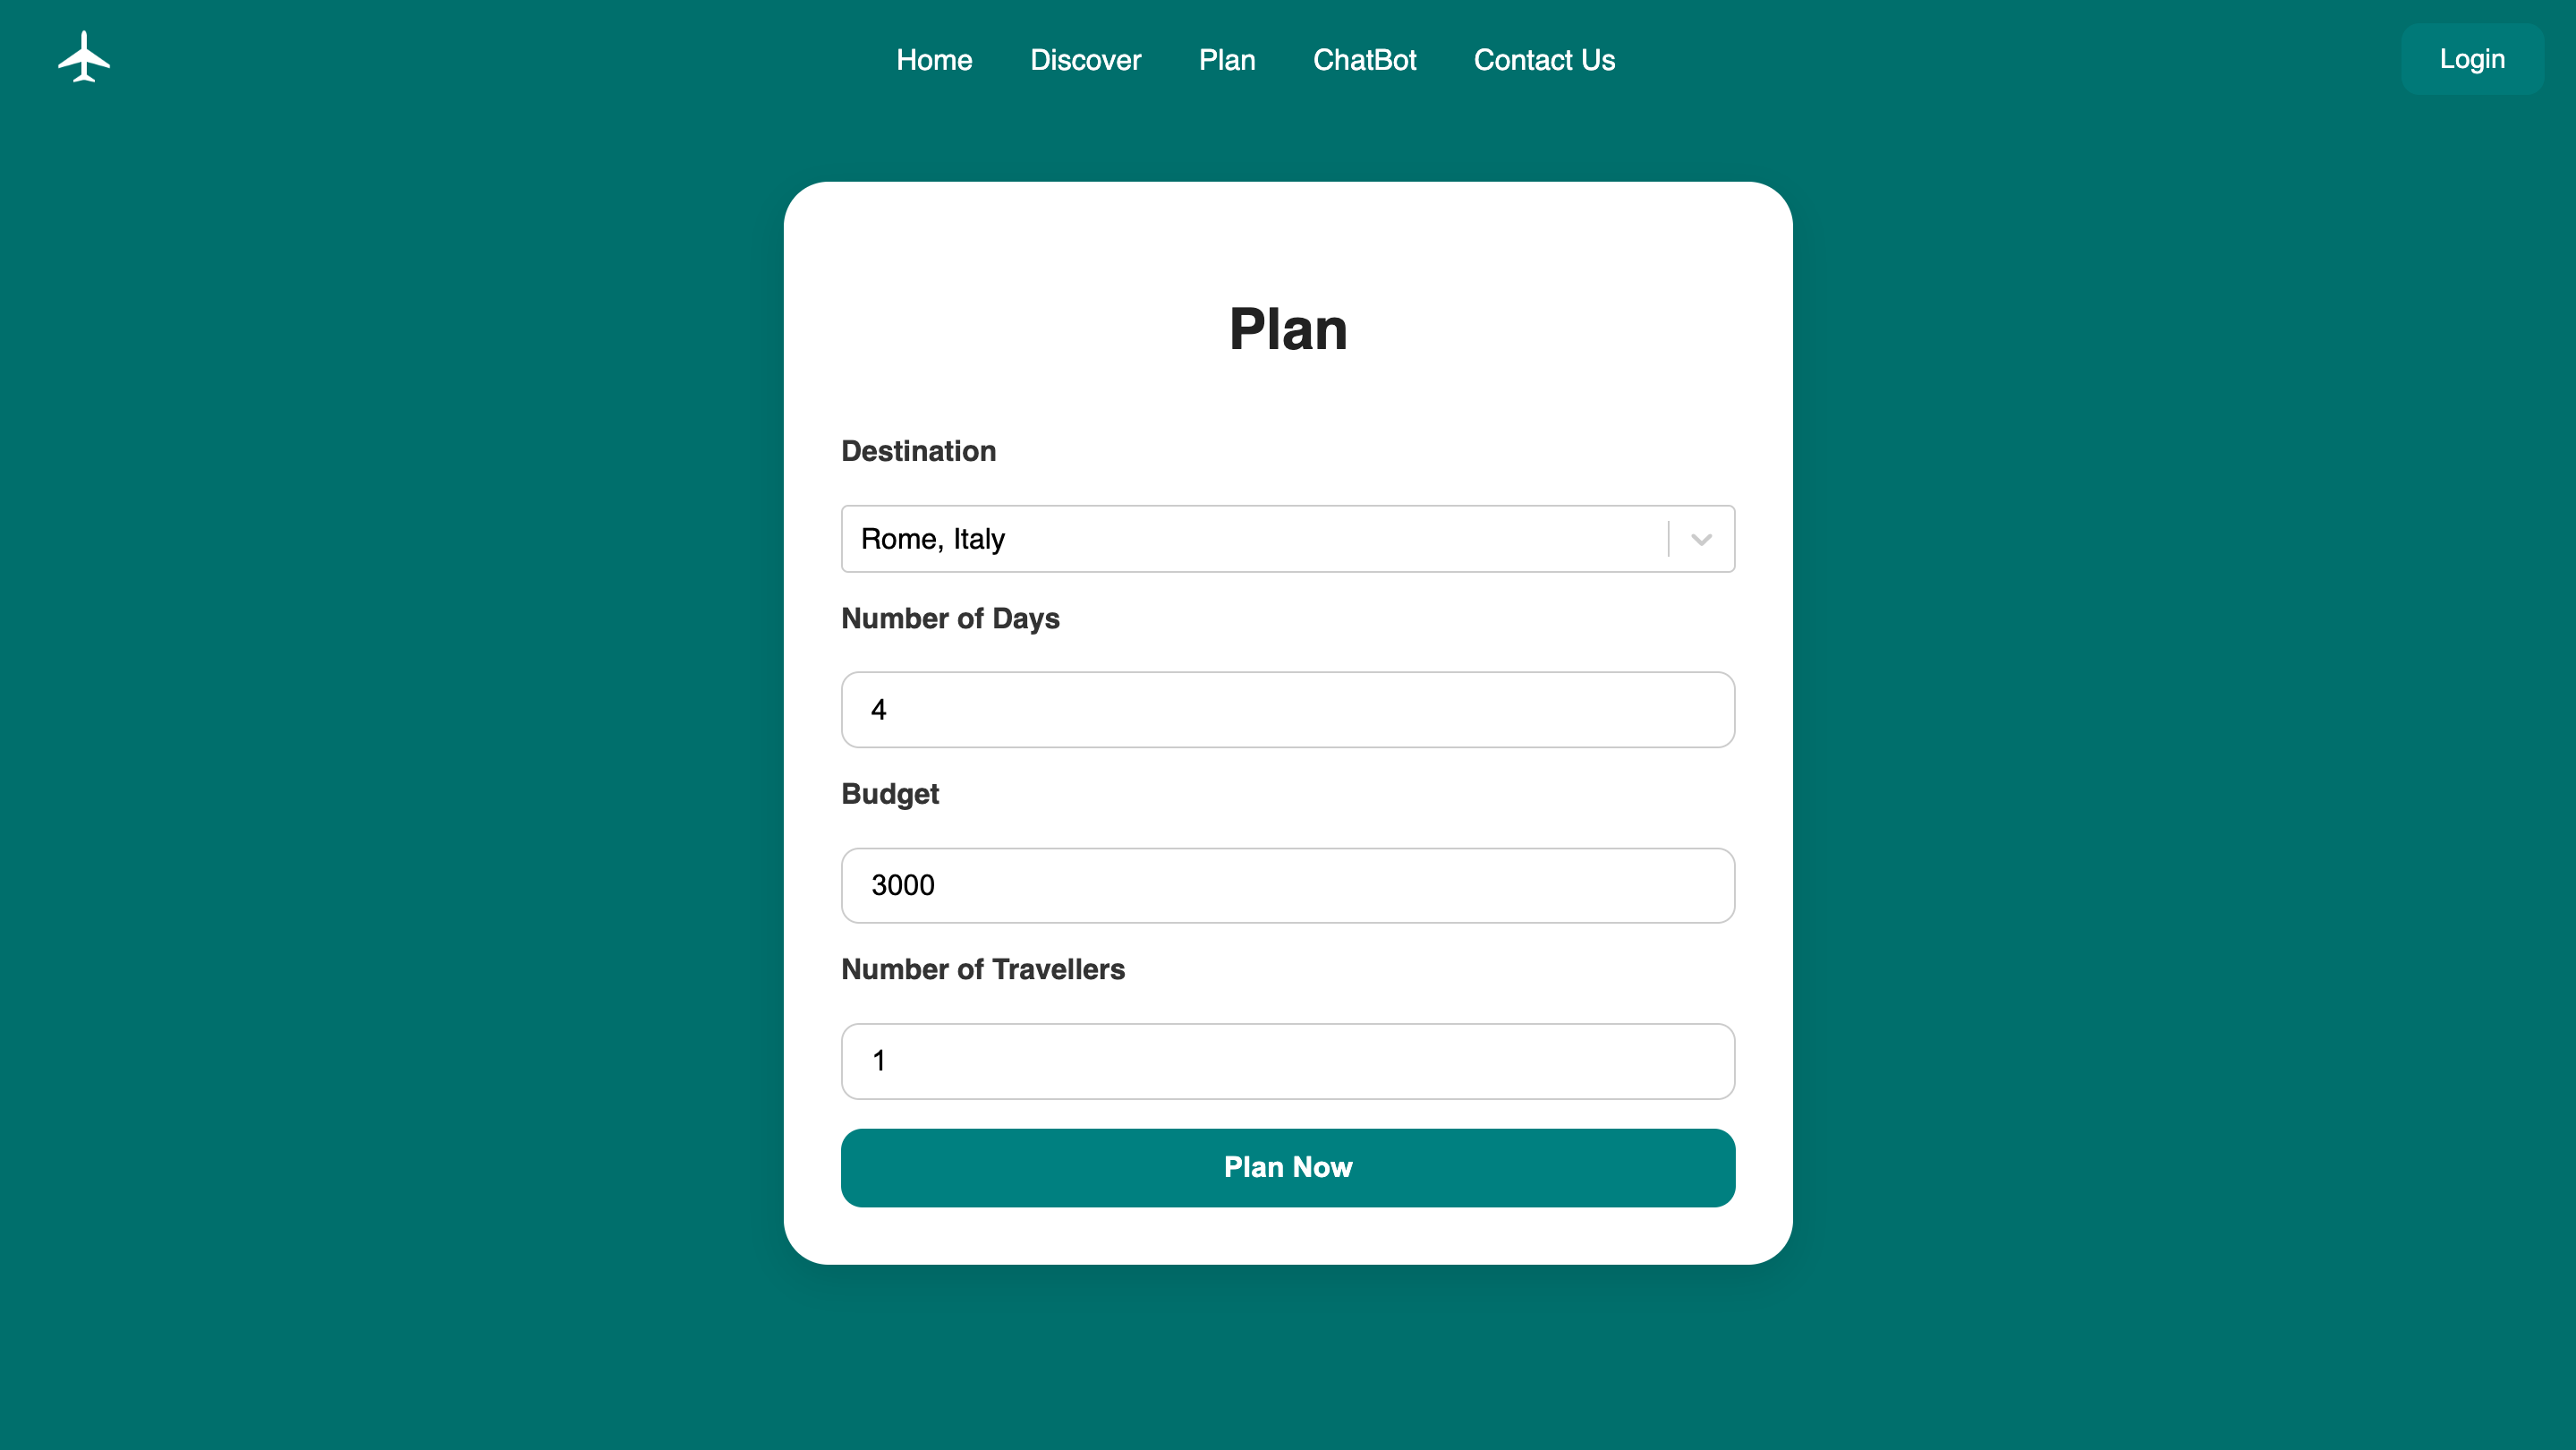 Home Discover Plan ChatBot Contact Us Login
Plan
Destination
Rome, Italy
Number of Days
4
Budget
3000
Number of Travellers
1
Plan Now